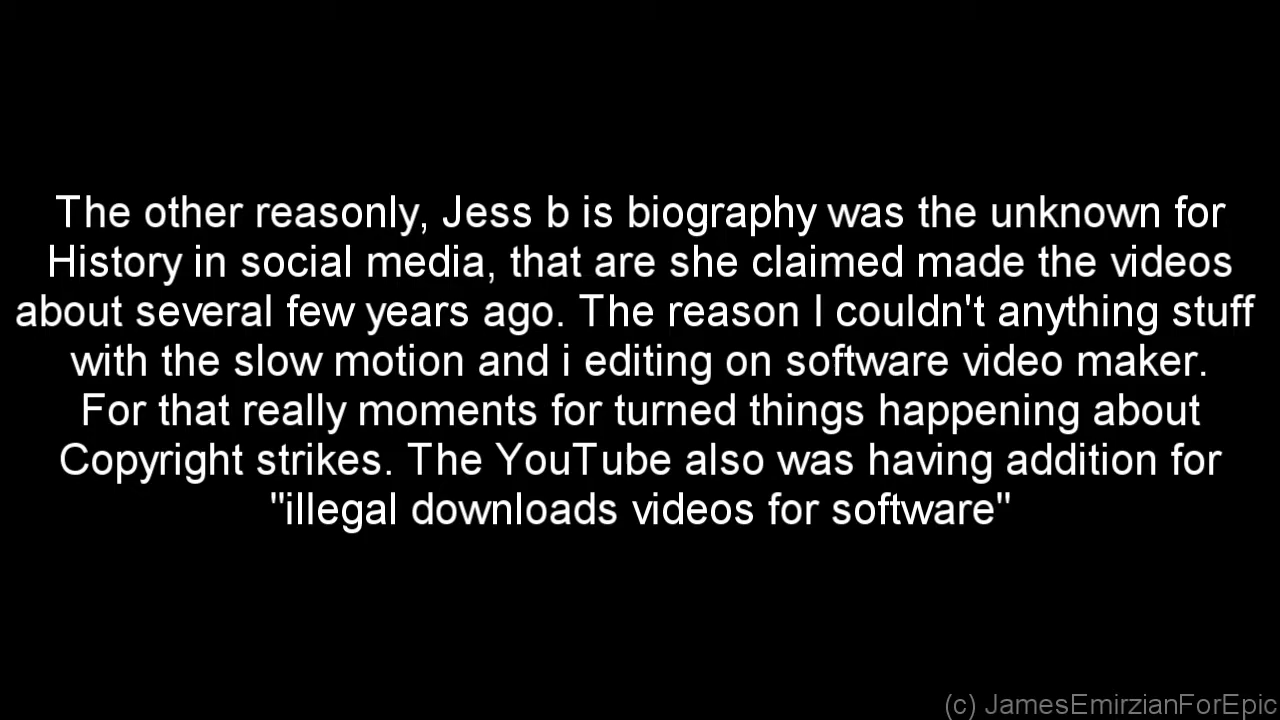 The other reasonly, Jess b is biography was the unknown for
History in social media, that are she claimed made the videos
about several few years ago. The reason I couldn't anything stuff
with the slow motion and i editing on software video maker.
For that really moments for turned things happening about
Copyright strikes. The YouTube also was having addition for
"illegal downloads videos for software"
(c) JamesEmirzianForEpic